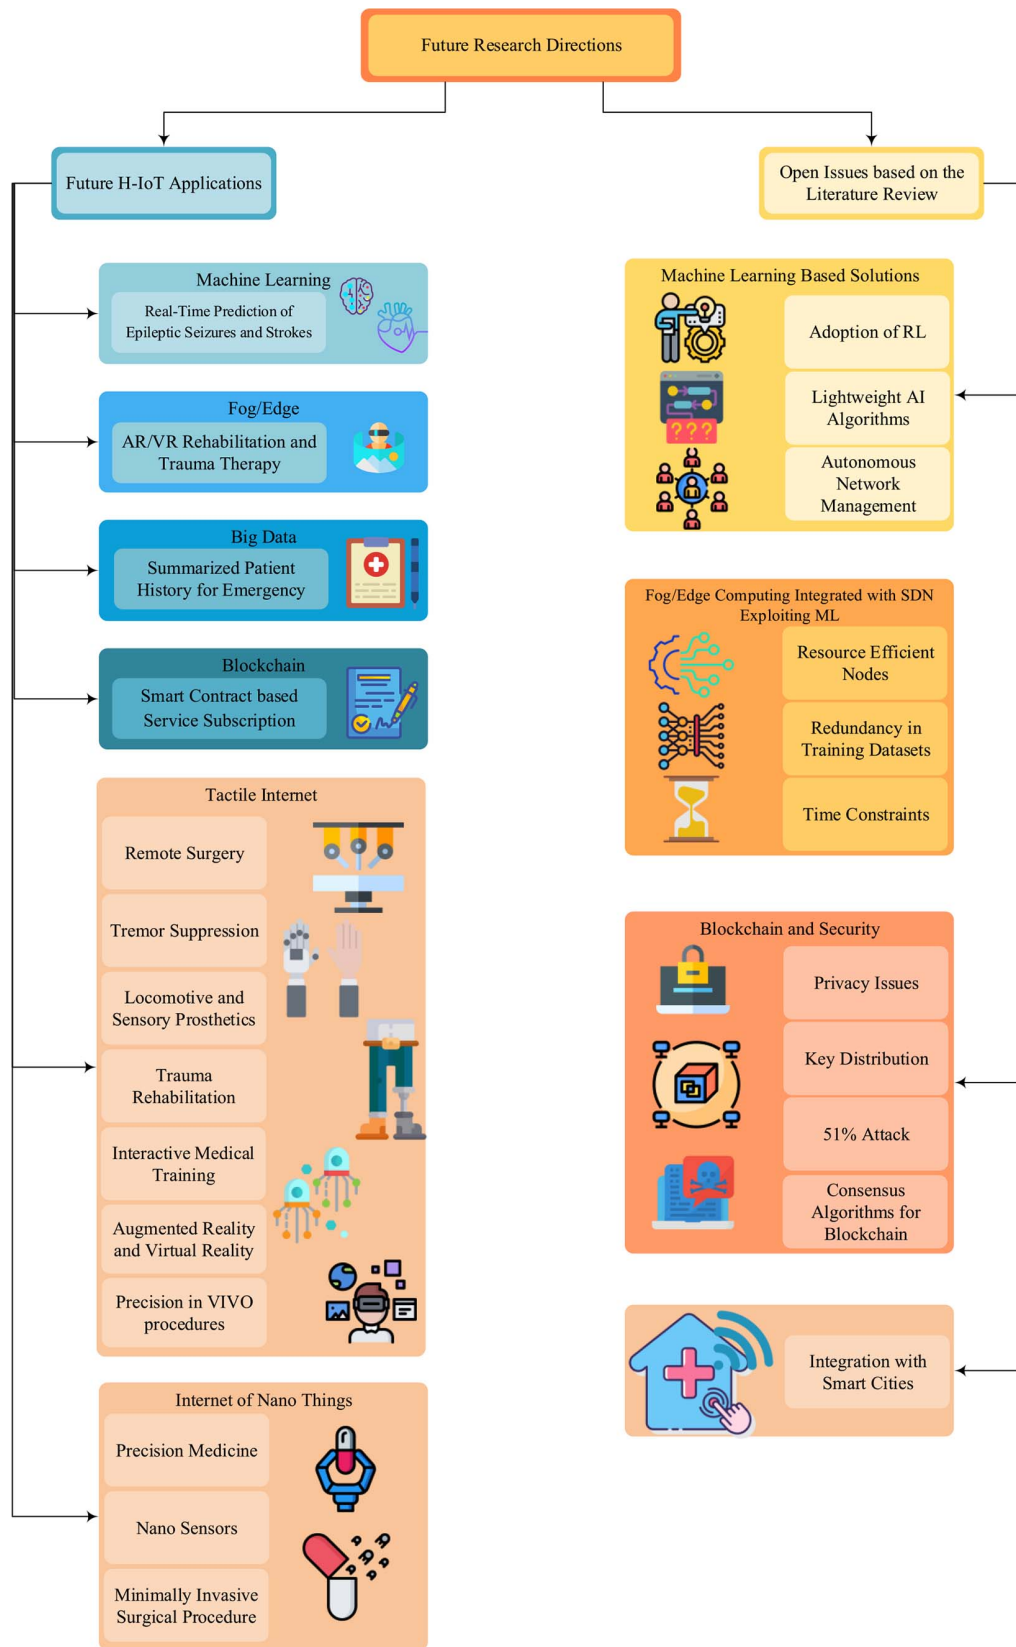 Future Research Directions
Future H-IoT Applications
Machine Learning
Real-Time Prediction of
Epileptic Seizures and Strokes
Fog/Edge
AR/VR Rehabilitation and
Trauma Therapy
Big Data
Summarized Patient
History for Emergency
Blockchain
Smart Contract based
Service Subscription
Tactile Internet
Remote Surgery
Tremor Suppression
Locomotive and
Sensory Prosthetics
Trauma
Rehabilitation
Interactive Medical
Training
Augmented Reality
and Virtual Reality
Precision in VIVO
procedures
Internet of Nano Things
Precision Medicine
Nano Sensors
Minimally Invasive
Surgical Procedure
Open Issues based on the
Literature Review
Machine Learning Based Solutions
Adoption of RL
Lightweight AI
Algorithms
???
Autonomous
Network
Management
Fog/Edge Computing Integrated with SDN
Exploiting ML
Resource Efficient
Nodes
Redundancy in
Training Datasets
Time Constraints
Blockchain and Security
Privacy Issues
Key Distribution
51% Attack
Consensus
Algorithms for
Blockchain
Integration with
Smart Cities